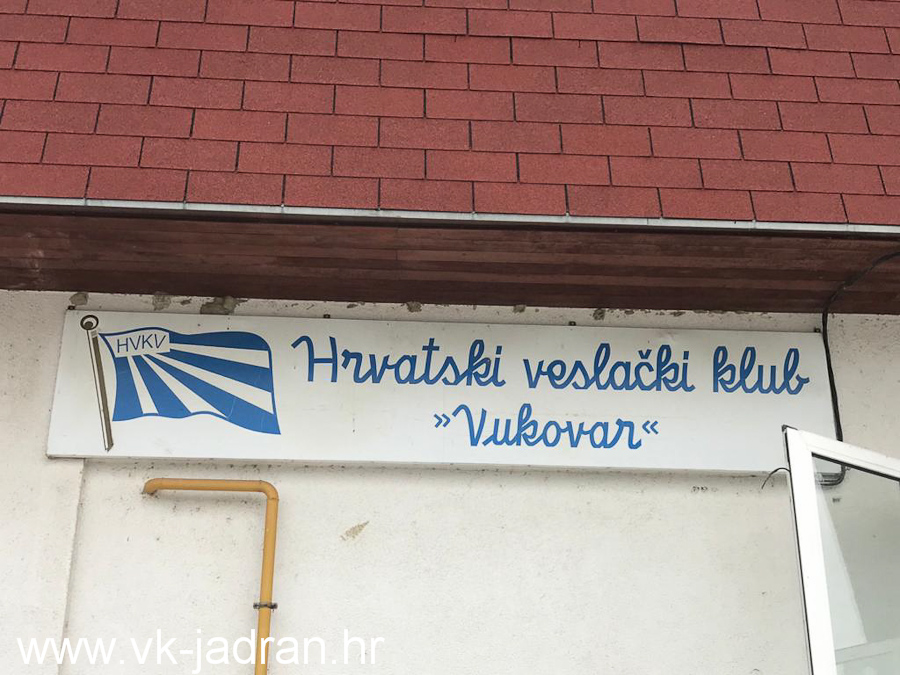 HVKV
Hrvatski veslački klub
»Vukovar«
www.vk-jadran.hr